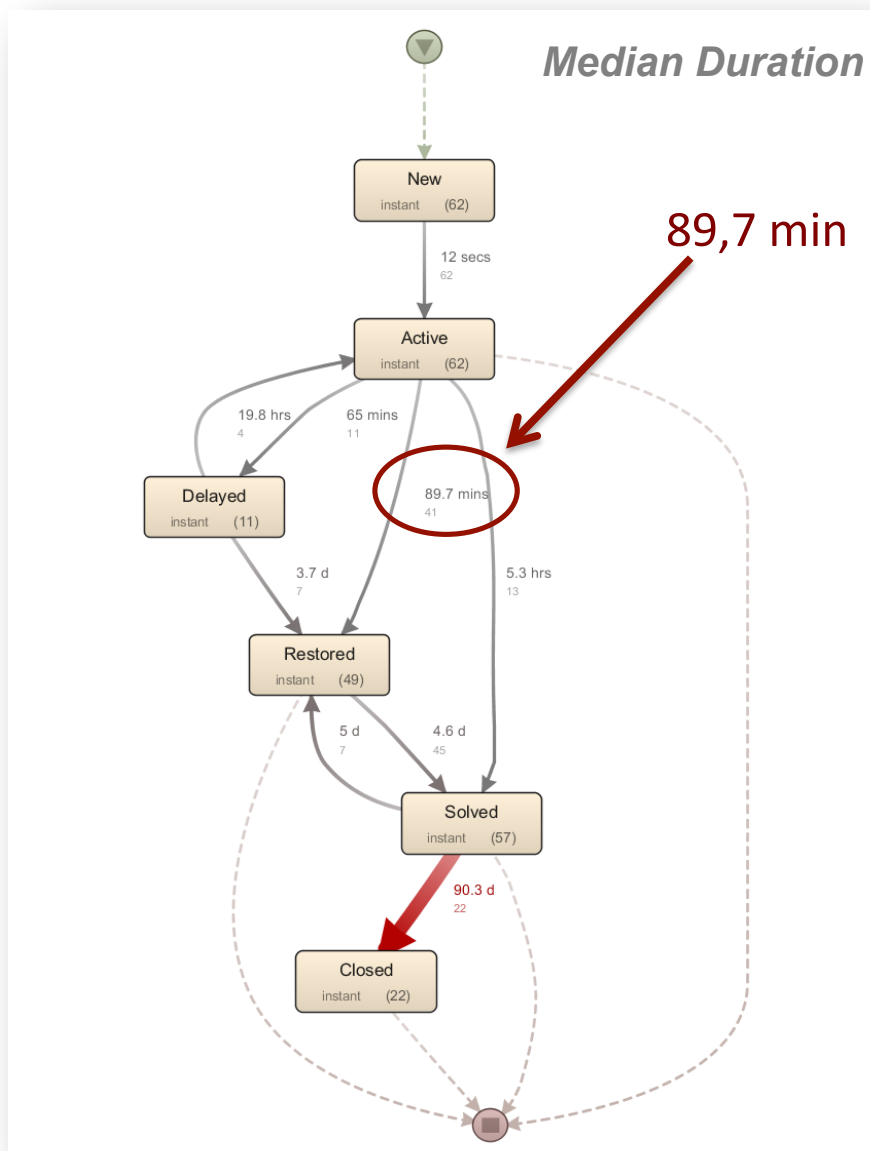 Median Duration
New
instant (62)
89,7 min
12 secs
62
Active
instant (62)
19.8 hrs
4
65 mins
11
Delayed
instant (11)
89.7 mins
41
3.7 d
7
5.3 hrs
13
Restored
instant (49)
5 d
7
4.6 d
45
Solved
instant (57)
90.3 d
22
Closed
instant (22)